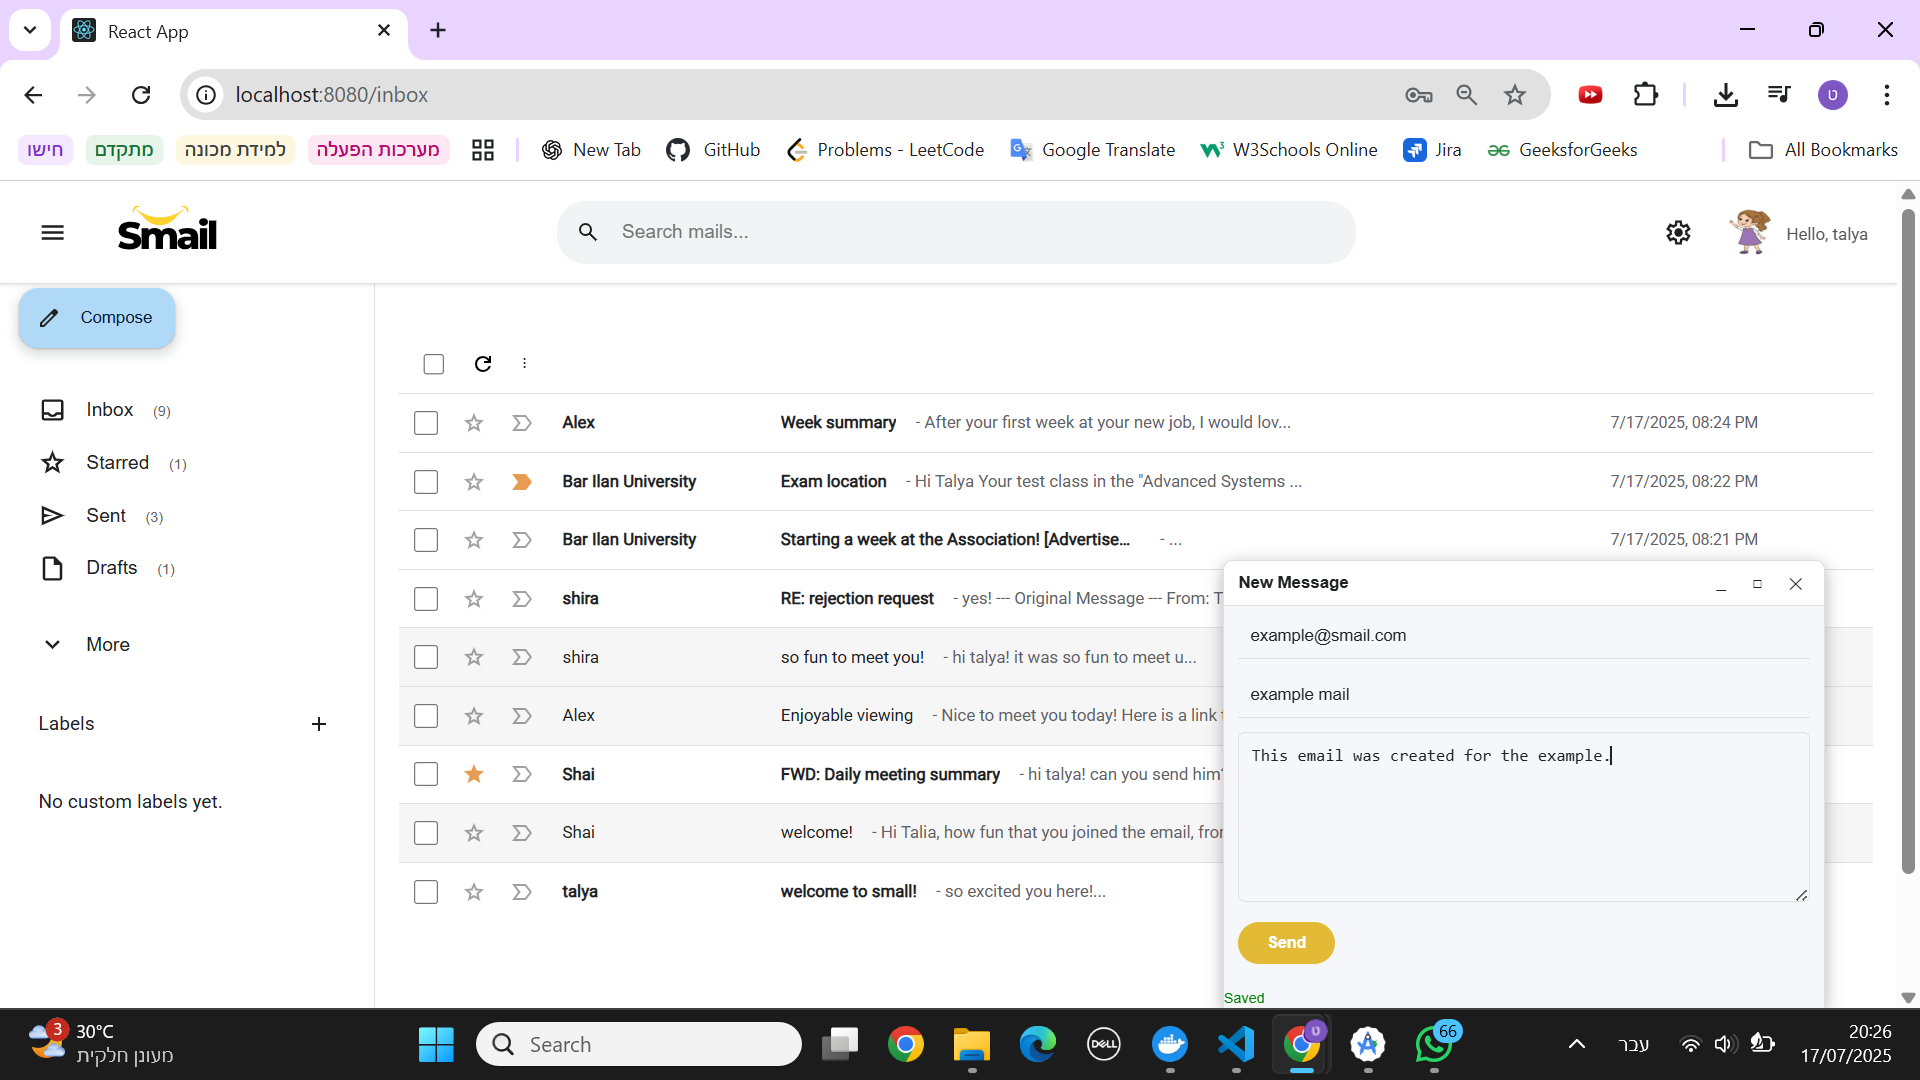 React App
localhost:8080/inbox
חישו
מתקדם
למידת מכונה
מערכות הפעלה
New Tab
GitHub
Problems - LeetCode
Google Translate
W3Schools Online
Jira
GeeksforGeeks
All Bookmarks
Smail
Search mails...
Hello, talya
Compose
Inbox (9)
Starred (1)
Sent (3)
Drafts (1)
More
Labels
No custom labels yet.
Alex Week summary - After your first week at your new job, I would lov... 7/17/2025, 08:24 PM
Bar Ilan University Exam location - Hi Talya Your test class in the "Advanced Systems ... 7/17/2025, 08:22 PM
Bar Ilan University Starting a week at the Association! [Advertise... - ... 7/17/2025, 08:21 PM
shira RE: rejection request - yes! --- Original Message --- From: T
shira so fun to meet you! - hi talya! it was so fun to meet u...
Alex Enjoyable viewing - Nice to meet you today! Here is a link
Shai FWD: Daily meeting summary - hi talya! can you send him?
Shai welcome! - Hi Talia, how fun that you joined the email, fro
talya welcome to small! - so excited you here!...
New Message
example@smail.com
example mail
This email was created for the example.
Send
Saved
3
30°C
מעונן חלקית
Search
DELL
ט
66
עבר
20:26
17/07/2025